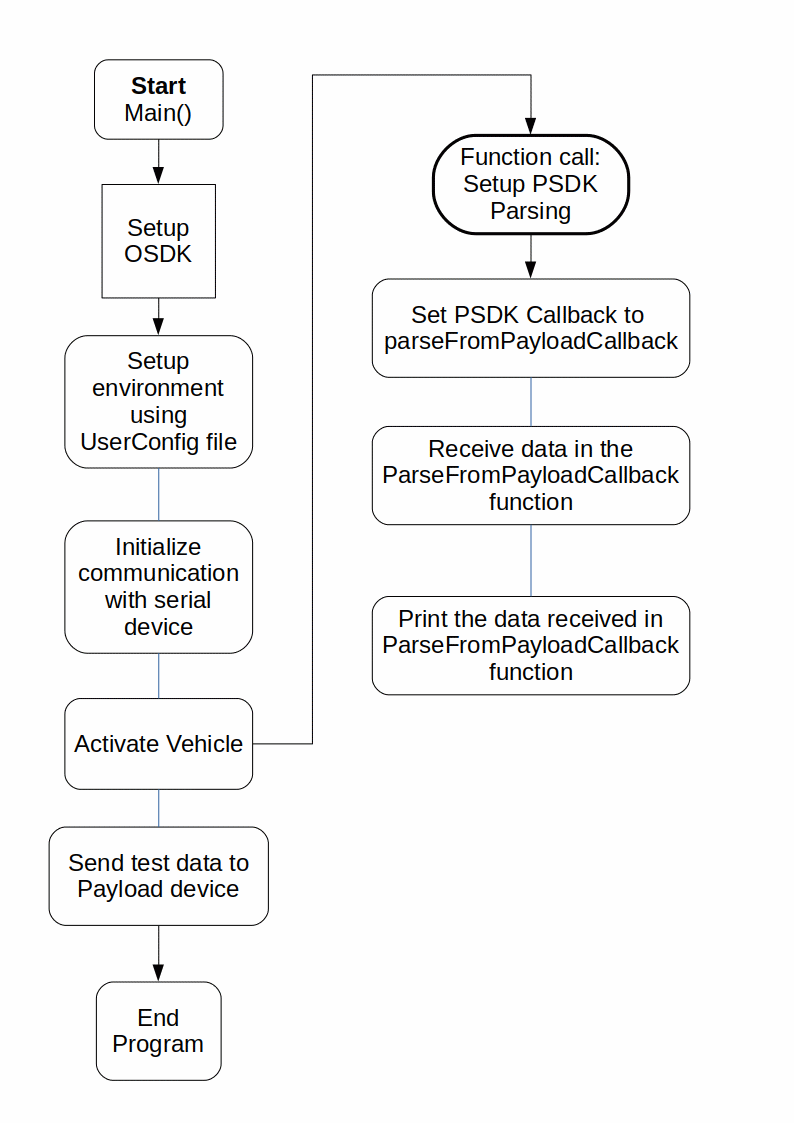 Start
Main()
Setup
OSDK
Setup
environment
using
UserConfig file
Initialize
communication
with serial
device
Activate Vehicle
Send test data to
Payload device
End
Program
Function call:
Setup PSDK
Parsing
Set PSDK Callback to
parseFromPayloadCallback
Receive data in the
ParseFromPayloadCallback
function
Print the data received in
ParseFromPayloadCallback
function